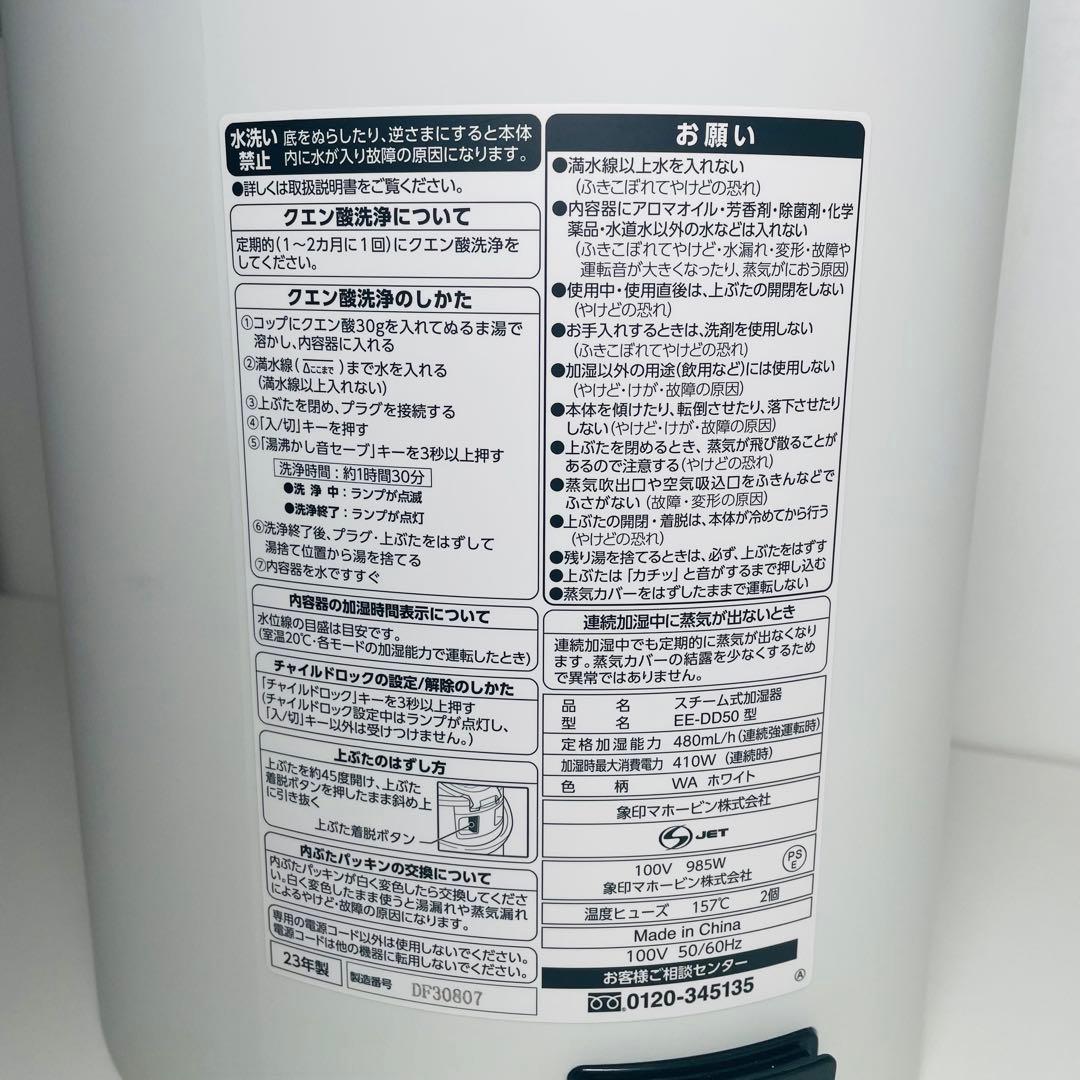 水洗い
禁止
底をぬらしたり、逆さまにすると本体
内に水が入り故障の原因になります。
●詳しくは取扱説明書をご覧ください。
クエン酸洗浄について
定期的(1～2カ月に1回)にクエン酸洗浄を
してください。
クエン酸洗浄のしかた
①コップにクエン酸30gを入れてぬるま湯で
溶かし、内容器に入れる
②満水線(△ここまで)まで水を入れる
(満水線以上入れない)
③上ぶたを閉め、プラグを接続する
④「入/切」キーを押す
⑤「湯沸かし音セーブ」キーを3秒以上押す
洗浄時間：約1時間30分
●洗 浄 中：ランプが点滅
●洗浄終了：ランプが点灯
⑥洗浄終了後、プラグ・上ぶたをはずして
湯捨て位置から湯を捨てる
⑦内容器を水ですすぐ
内容器の加湿時間表示について
水位線の目盛は目安です。
(室温20℃・各モードの加湿能力で運転したとき)
チャイルドロックの設定/解除のしかた
「チャイルドロック」キーを3秒以上押す
(チャイルドロック設定中はランプが点灯し、
「入/切」キー以外は受けつけません。)
上ぶたのはずし方
上ぶたを約45度開け、上ぶた
着脱ボタンを押したまま斜め上
に引き抜く
上ぶた着脱ボタン
内ぶたパッキンの交換について
内ぶたパッキンが白く変色したら交換してくださ
い。白く変色したまま使うと湯漏れや蒸気漏れ
によるやけど・故障の原因になります。
専用の電源コード以外は使用しないでください。
電源コードは他の機器に転用しないでください。
23年製
製造番号
DF30807
お願い
●満水線以上水を入れない
(ふきこぼれてやけどの恐れ)
●内容器にアロマオイル・芳香剤・除菌剤・化学
薬品・水道水以外の水などは入れない
(ふきこぼれてやけど・水漏れ・変形・故障や
運転音が大きくなったり、蒸気がにおう原因)
●使用中・使用直後は、上ぶたの開閉をしない
(やけどの恐れ)
●お手入れするときは、洗剤を使用しない
(ふきこぼれてやけどの恐れ)
●加湿以外の用途(飲用など)には使用しない
(やけど・けが・故障の原因)
●本体を傾けたり、転倒させたり、落下させたり
しない(やけど・けが・故障の原因)
●上ぶたを閉めるとき、蒸気が飛び散ることが
あるので注意する(やけどの恐れ)
●蒸気吹出口や空気吸込口をふきんなどで
ふさがない(故障・変形の原因)
●上ぶたの開閉・着脱は、本体が冷めてから行う
(やけどの恐れ)
●残り湯を捨てるときは、必ず、上ぶたをはずす
●上ぶたは「カチッ」と音がするまで押し込む
●蒸気カバーをはずしたままで運転しない
連続加湿中に蒸気が出ないとき
連続加湿中でも定期的に蒸気が出なくなり
ます。蒸気カバーの結露を少なくするため
で異常ではありません。
品 名 スチーム式加湿器
型 名 EE-DD50 型
定格加湿能力 480mL/h(連続強運転時)
加湿時最大消費電力 410W (連続時)
色 柄 WA ホワイト
象印マホービン株式会社
S JET
100V 985W
象印マホービン株式会社
PS
E
温度ヒューズ 157℃ 2個
Made in China
100V 50/60Hz
お客様ご相談センター
0120-345135
Ⓐ